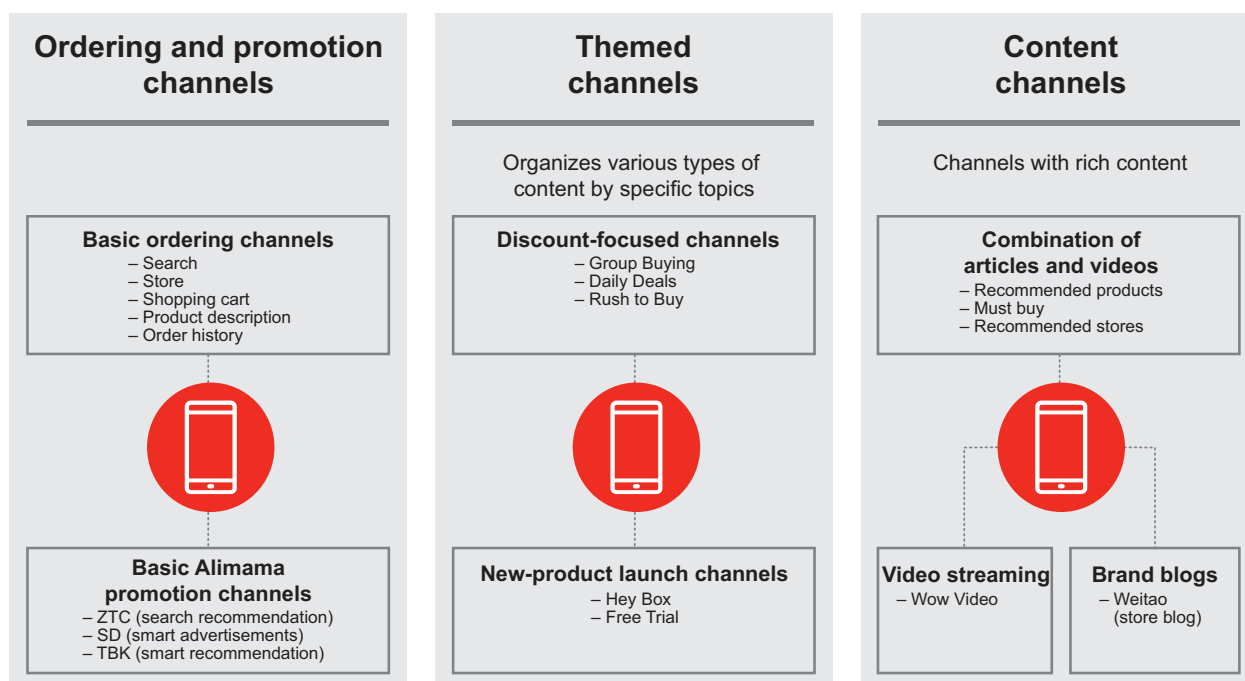 Ordering and promotion
channels
Basic ordering channels
– Search
– Store
– Shopping cart
– Product description
– Order history
Basic Alimama
promotion channels
– ZTC (search recommendation)
– SD (smart advertisements)
– TBK (smart recommendation)
Themed
channels
Organizes various types of
content by specific topics
Discount-focused channels
– Group Buying
– Daily Deals
– Rush to Buy
New-product launch channels
– Hey Box
– Free Trial
Content
channels
Channels with rich content
Combination of
articles and videos
– Recommended products
– Must buy
– Recommended stores
Video streaming
– Wow Video
Brand blogs
– Weitao
(store blog)